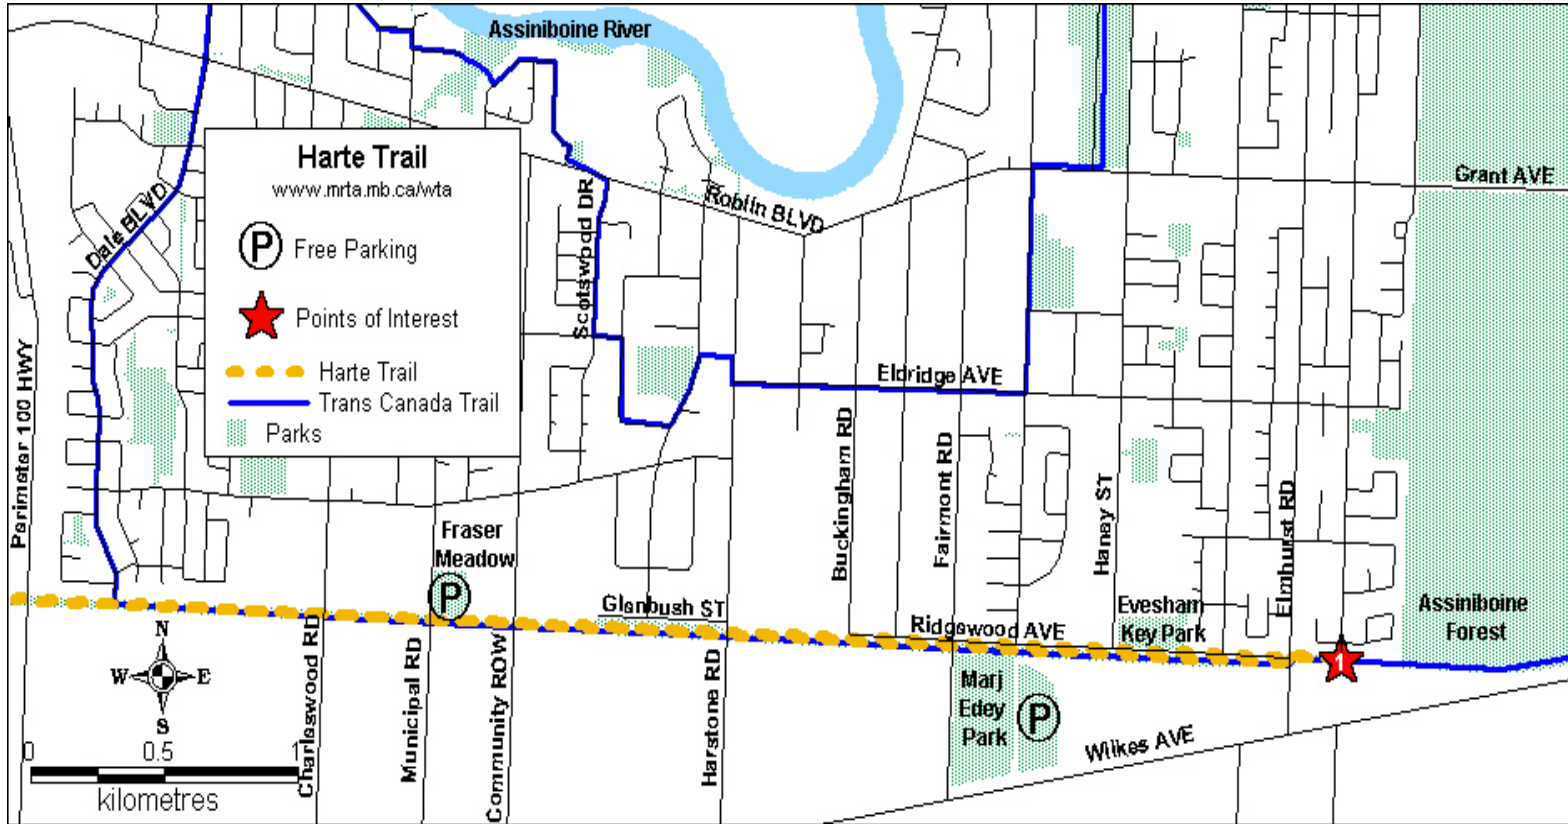 Assiniboine River
Harte Trail
www.mrta.mb.ca/wta
Free Parking
Points of Interest
Harte Trail
Trans Canada Trail
Parks
Dale BLVD
Scotswood DR
Roblin BLVD
Grant AVE
Perimeter 100 HWY
Eldridge AVE
Buckingham RD
Fairmont RD
Haney ST
Elmhurst RD
Fraser
Meadow
P
P
P
Glenbush ST
Ridgewood AVE
Evesham
Key Park
Assiniboine
Forest
1
N
W E
S
Charleswood RD
Municipal RD
Community ROW
Harstone RD
Marj
Edey
Park
Wilkes AVE
0 0.5 1
kilometres